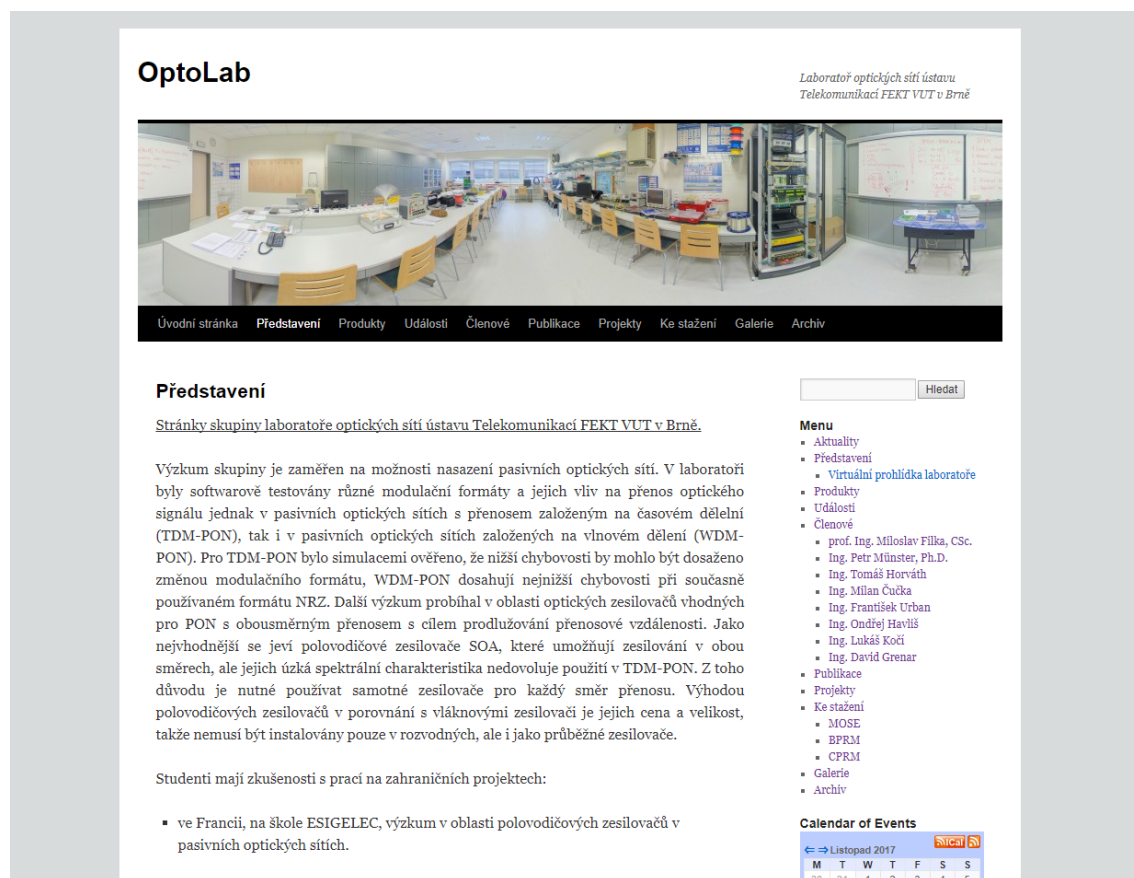 OptoLab
Laboratoř optických sítí ústavu
Telekomunikací FEKT VUT v Brně
Úvodní stránka Představení Produkty Události Členové Publikace Projekty Ke stažení Galerie Archiv
Představení
Stránky skupiny laboratoře optických sítí ústavu Telekomunikací FEKT VUT v Brně.
Výzkum skupiny je zaměřen na možnosti nasazení pasivních optických sítí. V laboratoři
byly softwarově testovány různé modulační formáty a jejich vliv na přenos optického
signálu jednak v pasivních optických sítích s přenosem založeným na časovém dělelní
(TDM-PON), tak i v pasivních optických sítích založených na vlnovém dělení (WDM-
PON). Pro TDM-PON bylo simulacemi ověřeno, že nižší chybovosti by mohlo být dosaženo
změnou modulačního formátu, WDM-PON dosahují nejnižší chybovosti při současně
používaném formátu NRZ. Další výzkum probíhal v oblasti optických zesilovačů vhodných
pro PON s obousměrným přenosem s cílem prodlužování přenosové vzdálenosti. Jako
nejvhodnější se jeví polovodičové zesilovače SOA, které umožňují zesilování v obou
směrech, ale jejich úzká spektrální charakteristika nedovoluje použití v TDM-PON. Z toho
důvodu je nutné používat samotné zesilovače pro každý směr přenosu. Výhodou
polovodičových zesilovačů v porovnání s vláknovými zesilovači je jejich cena a velikost,
takže nemusí být instalovány pouze v rozvodných, ale i jako průběžné zesilovače.
Studenti mají zkušenosti s prací na zahraničních projektech:
ve Francii, na škole ESIGELEC, výzkum v oblasti polovodičových zesilovačů v
pasivních optických sítích.
Hledat
Menu
Aktuality
Představení
Virtuální prohlídka laboratoře
Produkty
Události
Členové
prof. Ing. Miloslav Filka, CSc.
Ing. Petr Münster, Ph.D.
Ing. Tomáš Horváth
Ing. Milan Čučka
Ing. František Urban
Ing. Ondřej Havliš
Ing. Lukáš Kočí
Ing. David Grenar
Publikace
Projekty
Ke stažení
MOSE
BPRM
CPRM
Galerie
Archiv
Calendar of Events
iCal
⇐ ⇒ Listopad 2017
M T W T F S S